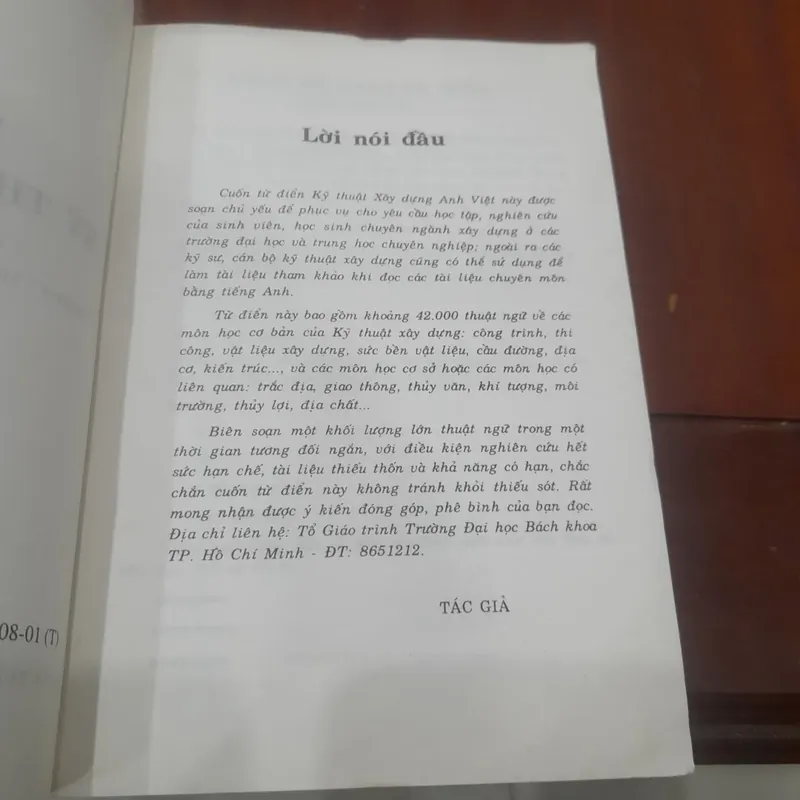 Lời nói đầu
Cuốn từ điển Kỹ thuật Xây dựng Anh Việt này được
soạn chủ yếu để phục vụ cho yêu cầu học tập, nghiên cứu
của sinh viên, học sinh chuyên ngành xây dựng ở các
trường đại học và trung học chuyên nghiệp; ngoài ra các
kỹ sư, cán bộ kỹ thuật xây dựng cũng có thể sử dụng để
làm tài liệu tham khảo khi đọc các tài liệu chuyên môn
bằng tiếng Anh.
Từ điển này bao gồm khoảng 42.000 thuật ngữ về các
môn học cơ bản của Kỹ thuật xây dựng: công trình, thi
công, vật liệu xây dựng, sức bền vật liệu, cầu đường, địa
cơ, kiến trúc..., và các môn học cơ sở hoặc các môn học có
liên quan: trắc địa, giao thông, thủy văn, khí tượng, môi
trường, thủy lợi, địa chất...
Biên soạn một khối lượng lớn thuật ngữ trong một
thời gian tương đối ngắn, với điều kiện nghiên cứu hết
sức hạn chế, tài liệu thiếu thốn và khả năng có hạn, chắc
chắn cuốn từ điển này không tránh khỏi thiếu sót. Rất
mong nhận được ý kiến đóng góp, phê bình của bạn đọc.
Địa chỉ liên hệ: Tổ Giáo trình Trường Đại học Bách khoa
TP. Hồ Chí Minh - ĐT: 8651212.
TÁC GIẢ
08-01 (T)